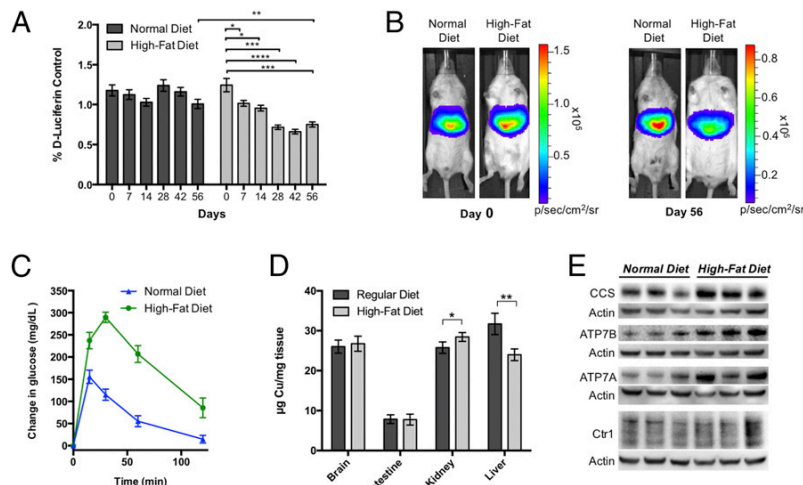 A
Normal Diet
High-Fat Diet
**
*
*
***
****
***
% D-Luciferin Control
2.0
1.5
1.0
0.5
0.0
0 7 14 28 42 56 0 7 14 28 42 56
Days
B
Normal Diet
High-Fat Diet
1.5
1.0
0.5
x10⁵
p/sec/cm²/sr
Day 0
Normal Diet
High-Fat Diet
0.8
0.6
0.4
0.2
x10⁶
p/sec/cm²/sr
Day 56
C
Normal Diet
High-Fat Diet
Change in glucose (mg/dL)
350
300
250
200
150
100
50
0
0 50 100
Time (min)
D
Regular Diet
High-Fat Diet
*
**
µg Cu/mg tissue
40
30
20
10
0
Brain
Kidney
Liver
E
Normal Diet High-Fat Diet
CCS
Actin
ATP7B
Actin
ATP7A
Actin
Ctr1
Actin